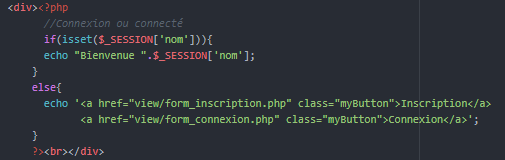 <div><?php
//Connexion ou connecté
if(isset($_SESSION['nom'])){
echo "Bienvenue ".$_SESSION['nom'];
}
else{
echo '<a href="view/form_inscription.php" class="myButton">Inscription</a>
<a href="view/form_connexion.php" class="myButton">Connexion</a>';
}
?><br></div>